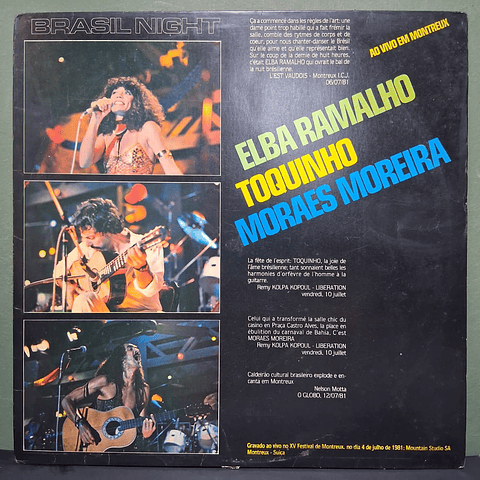 BRASIL NIGHT
Ça a commencé dans les règles de l'art: une
dame point trop habillé qui a fait frémir la
salle, comble des rytmes de corps et de
coeur, pour nous chanter-danser le Brésil
qu'elle aime et qu'elle représentait bien.
Sur le coup de la demie de huit heures,
c'était ELBA RAMALHO qui ouvrait le bal de
la nuit brésilienne.
L'EST VAUDOIS - Montreux I.C.J.
06/07/81
AO VIVO EM MONTREUX
ELBA RAMALHO
TOQUINHO
MORAES MOREIRA
La fête de l'esprit: TOQUINHO, la joie de
l'âme brésilienne; tant sonnaient belles les
harmonies d'orfèvre de l'homme à la
guitare.
Remy KOLPA KOPOUL - LIBERATION
vendredi, 10 juillet
Celui qui a transformé la salle chic du
casino en Praça Castro Alves, la place en
ébulition du carnaval de Bahia, C'est
MORAES MOREIRA
Remy KOLPA KOPOUL - LIBERATION
vendredi, 10 juillet
Calderão cultural brasileiro explode e en-
canta em Montreux
Nelson Motta
O GLOBO, 12/07/81
Gravado ao vivo no XV Festival de Montreux, no dia 4 de julho de 1981; Mountain Studio SA
Montreux - Suiça